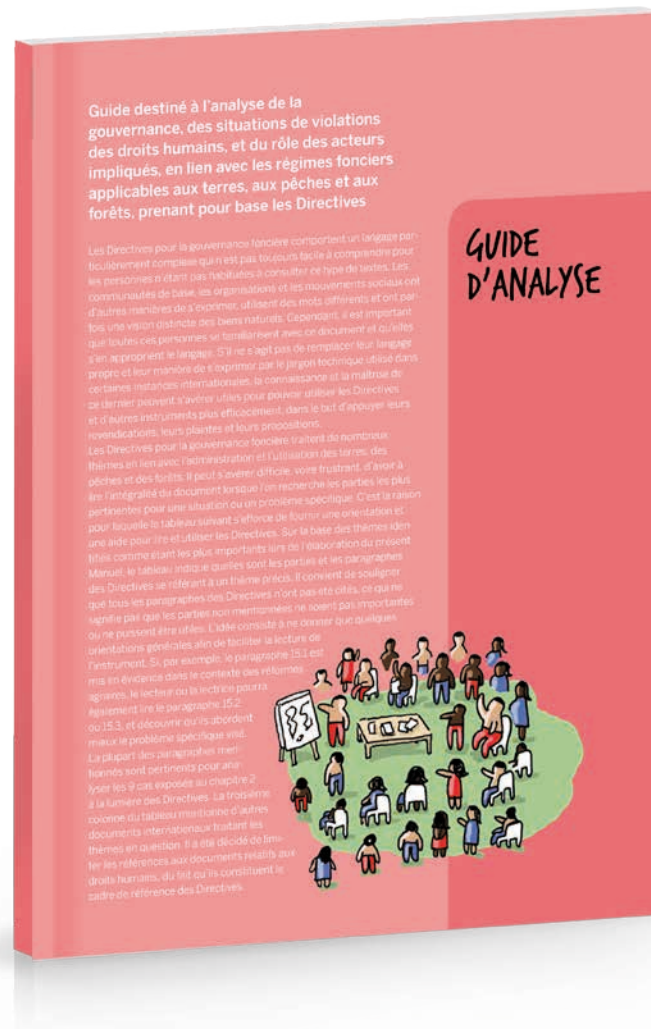 Guide destiné à l'analyse de la
gouvernance, des situations de violations
des droits humains, et du rôle des acteurs
impliqués, en lien avec les régimes fonciers
applicables aux terres, aux pêches et aux
forêts, prenant pour base les Directives
Les Directives pour la gouvernance foncière comportent un langage par-
ticulièrement complexe qui n'est pas toujours facile à comprendre pour
les personnes n'étant pas habituées à consulter ce type de textes. Les
communautés de base, les organisations et les mouvements sociaux ont
d'autres manières de s'exprimer, utilisent des mots différents et ont par-
fois une vision distincte des biens naturels. Cependant, il est important
que toutes ces personnes se familiarisent avec ce document et qu'elles
s'en approprient le langage. S'il ne s'agit pas de remplacer leur langage
propre et leur manière de s'exprimer par le jargon technique utilisé dans
certaines instances internationales, la connaissance et la maîtrise de
ce dernier peuvent s'avérer utiles pour pouvoir utiliser les Directives
et d'autres instruments plus efficacement, dans le but d'appuyer leurs
revendications, leurs plaintes et leurs propositions.
Les Directives pour la gouvernance foncière traitent de nombreux
thèmes en lien avec l'administration et l'utilisation des terres, des
pêches et des forêts. Il peut s'avérer difficile, voire frustrant, d'avoir à
lire l'intégralité du document lorsque l'on recherche les parties les plus
pertinentes pour une situation ou un problème spécifique. C'est la raison
pour laquelle le tableau suivant s'efforce de fournir une orientation et
une aide pour lire et utiliser les Directives. Sur la base des thèmes iden-
tifiés comme étant les plus importants lors de l'élaboration du présent
Manuel, le tableau indique quelles sont les parties et les paragraphes
des Directives se référant à un thème précis. Il convient de souligner
que tous les paragraphes des Directives n'ont pas été cités, ce qui ne
signifie pas que les parties non mentionnées ne soient pas importantes
ou ne puissent être utiles. L'idée consiste à ne donner que quelques
orientations générales afin de faciliter la lecture de
l'instrument. Si, par exemple, le paragraphe 15.1 est
mis en évidence dans le contexte des réformes
agraires, le lecteur ou la lectrice pourra
également lire le paragraphe 15.2
ou 15.3, et découvrir qu'ils abordent
mieux le problème spécifique visé.
La plupart des paragraphes men-
tionnés sont pertinents pour ana-
lyser les 9 cas exposés au chapitre 2
à la lumière des Directives. La troisième
colonne du tableau mentionne d'autres
documents internationaux traitant les
thèmes en question. Il a été décidé de limi-
ter les références aux documents relatifs aux
droits humains, du fait qu'ils constituent le
cadre de référence des Directives.
GUIDE
D'ANALYSE